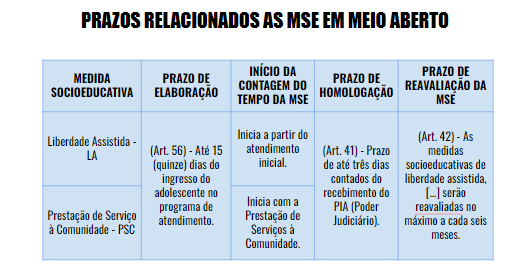 PRAZOS RELACIONADOS AS MSE EM MEIO ABERTO
MEDIDA
SOCIOEDUCATIVA
PRAZO DE
ELABORAÇÃO
INÍCIO DA
CONTAGEM DO
TEMPO DA MSE
PRAZO DE
HOMOLOGAÇÃO
PRAZO DE
REAVALIAÇÃO DA
MSE
Liberdade Assistida -
LA
(Art. 56) - Até 15
(quinze) dias do
ingresso do
adolescente no
programa de
atendimento.
Inicia a partir do
atendimento
inicial.
(Art. 41) - Prazo
de até três dias
contados do
recebimento do
PIA (Poder
Judiciário).
(Art. 42) - As
medidas
socioeducativas de
liberdade assistida,
[...] serão
reavaliadas no
máximo a cada seis
meses.
Prestação de Serviço
à Comunidade - PSC
Inicia com a
Prestação de
Serviços à
Comunidade.